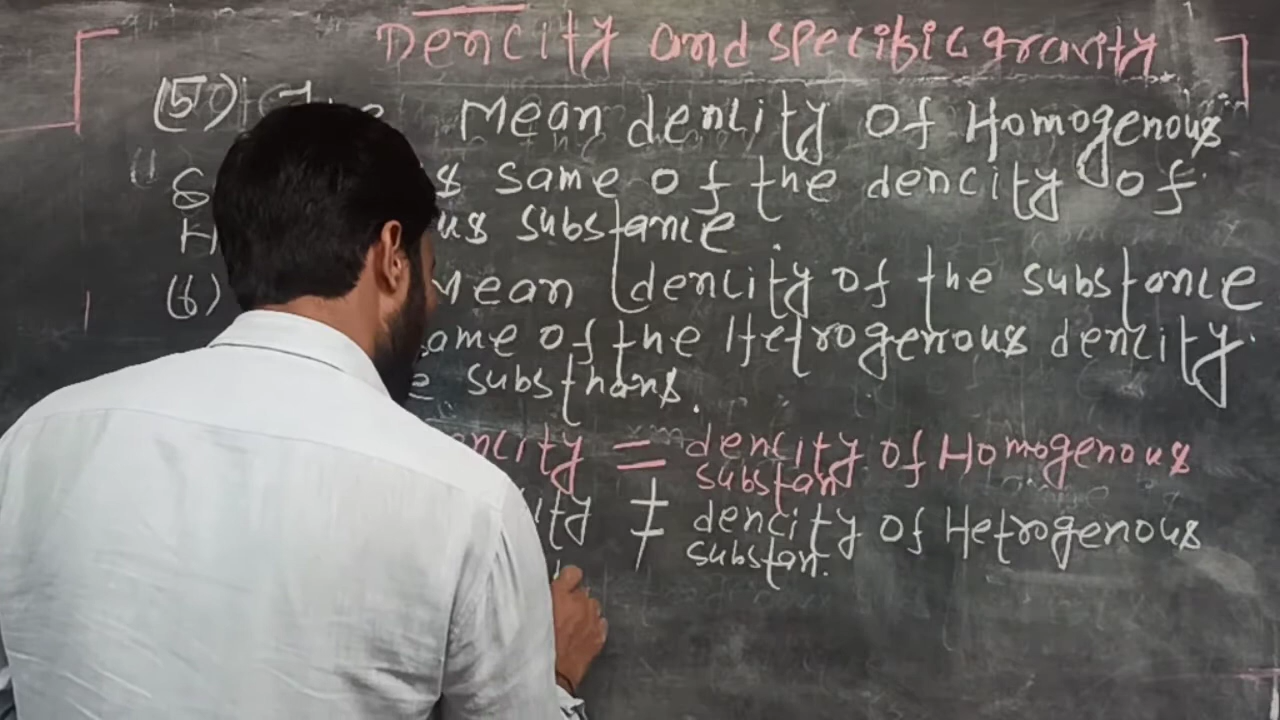 Dencity and specific gravity
(5) The Mean dencity of Homogenous
s same of the dencity of
H us substance
(6) Mean dencity of the substance
ame of the Hetrogenous dencity.
e substhans.
encity = dencity of Homogenous
substan
ity ≠ dencity of Hetrogenous
substan.